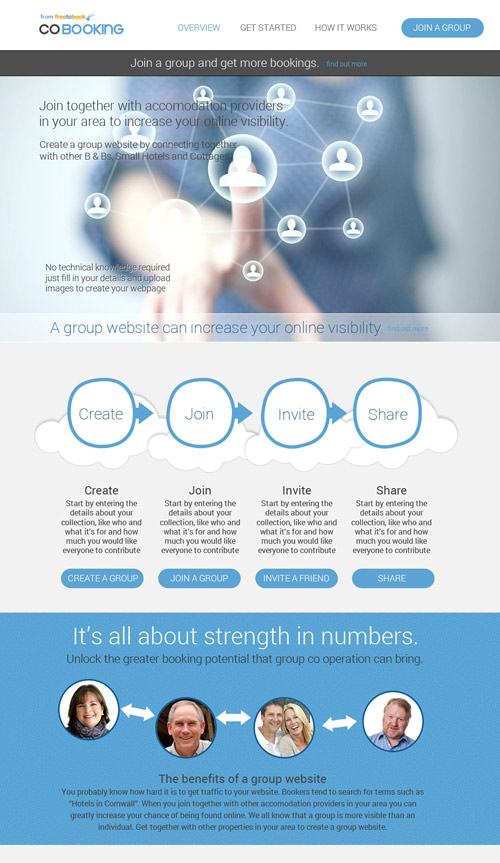 from freetobook
COBOOKING
OVERVIEW GET STARTED HOW IT WORKS JOIN A GROUP
Join a group and get more bookings. find out more
Join together with accomodation providers
in your area to increase your online visibility.
Create a group website by connecting together
with other B & Bs, Small Hotels and Cottages
No technical knowledge required
just fill in your details and upload
images to create your webpage
A group website can increase your online visibility find out more
Create Join Invite Share
Create
Start by entering the
details about your
collection, like who and
what it's for and how
much you would like
everyone to contribute
CREATE A GROUP
Join
Start by entering the
details about your
collection, like who and
what it's for and how
much you would like
everyone to contribute
JOIN A GROUP
Invite
Start by entering the
details about your
collection, like who and
what it's for and how
much you would like
everyone to contribute
INVITE A FRIEND
Share
Start by entering the
details about your
collection, like who and
what it's for and how
much you would like
everyone to contribute
SHARE
It's all about strength in numbers.
Unlock the greater booking potential that group co operation can bring.
The benefits of a group website
You probably know how hard it is to get traffic to your website. Bookers tend to search for terms such as
"Hotels in Cornwall". When you join together with other accomodation providers in your area you can
greatly increase your chance of being found online. We all know that a group is more visible than an
individual. Get together with other properties in your area to create a group website.